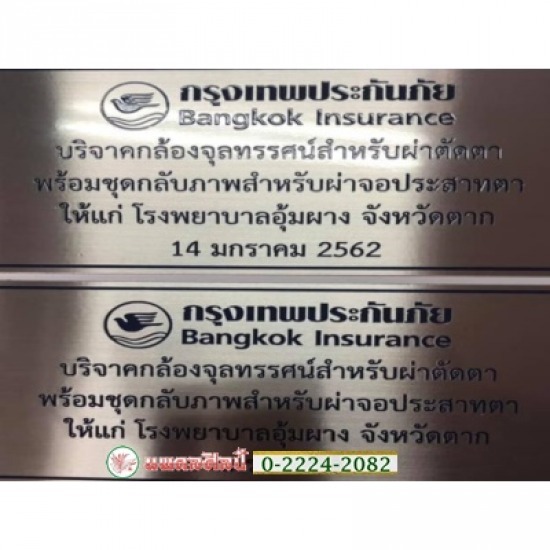 กรุงเทพประกันภัย
Bangkok Insurance
บริจาคกล้องจุลทรรศน์สำหรับผ่าตัดตา
พร้อมชุดกลับภาพสำหรับผ่าจอประสาทตา
ให้แก่ โรงพยาบาลอุ้มผาง จังหวัดตาก
14 มกราคม 2562
กรุงเทพประกันภัย
Bangkok Insurance
บริจาคกล้องจุลทรรศน์สำหรับผ่าตัดตา
พร้อมชุดกลับภาพสำหรับผ่าจอประสาทตา
ให้แก่ โรงพยาบาลอุ้มผาง จังหวัดตาก
0-2224-2082